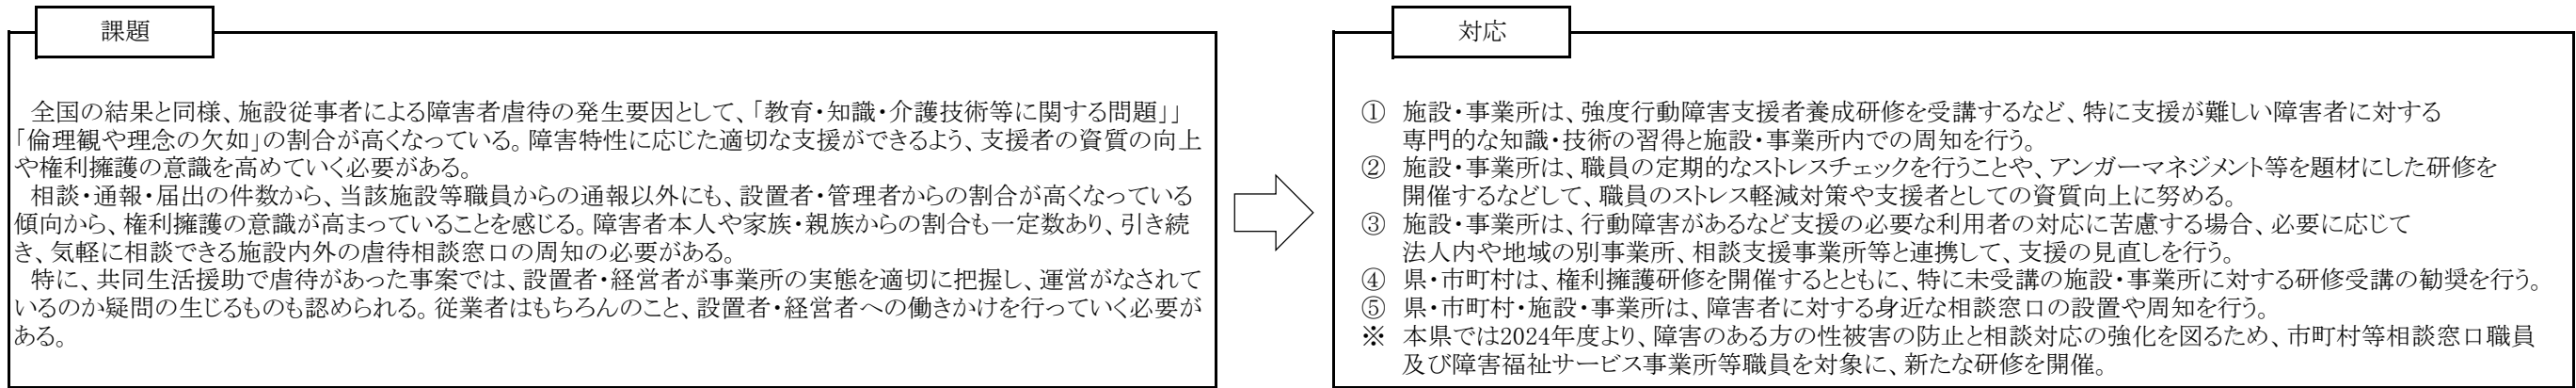 課題
全国の結果と同様、施設従事者による障害者虐待の発生要因として、「教育・知識・介護技術等に関する問題」」
「倫理観や理念の欠如」の割合が高くなっている。障害特性に応じた適切な支援ができるよう、支援者の資質の向上
や権利擁護の意識を高めていく必要がある。
相談・通報・届出の件数から、当該施設等職員からの通報以外にも、設置者・管理者からの割合が高くなっている
傾向から、権利擁護の意識が高まっていることを感じる。障害者本人や家族・親族からの割合も一定数あり、引き続
き、気軽に相談できる施設内外の虐待相談窓口の周知の必要がある。
特に、共同生活援助で虐待があった事案では、設置者・経営者が事業所の実態を適切に把握し、運営がなされて
いるのか疑問の生じるものも認められる。従業者はもちろんのこと、設置者・経営者への働きかけを行っていく必要が
ある。
対応
① 施設・事業所は、強度行動障害支援者養成研修を受講するなど、特に支援が難しい障害者に対する
専門的な知識・技術の習得と施設・事業所内での周知を行う。
② 施設・事業所は、職員の定期的なストレスチェックを行うことや、アンガーマネジメント等を題材にした研修を
開催するなどして、職員のストレス軽減対策や支援者としての資質向上に努める。
③ 施設・事業所は、行動障害があるなど支援の必要な利用者の対応に苦慮する場合、必要に応じて
法人内や地域の別事業所、相談支援事業所等と連携して、支援の見直しを行う。
④ 県・市町村は、権利擁護研修を開催するとともに、特に未受講の施設・事業所に対する研修受講の勧奨を行う。
⑤ 県・市町村・施設・事業所は、障害者に対する身近な相談窓口の設置や周知を行う。
※ 本県では2024年度より、障害のある方の性被害の防止と相談対応の強化を図るため、市町村等相談窓口職員
及び障害福祉サービス事業所等職員を対象に、新たな研修を開催。